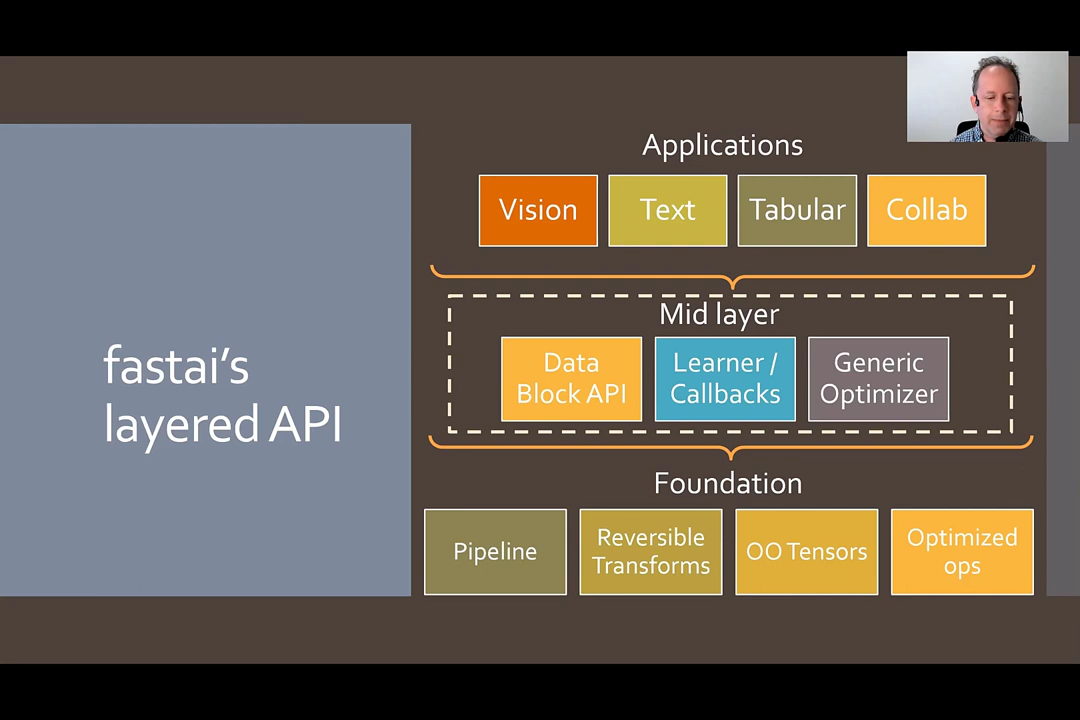 fastai’s
layered API
Applications
Vision
Text
Tabular
Collab
Mid layer
Data
Block API
Learner /
Callbacks
Generic
Optimizer
Foundation
Pipeline
Reversible
Transforms
OO Tensors
Optimized
ops